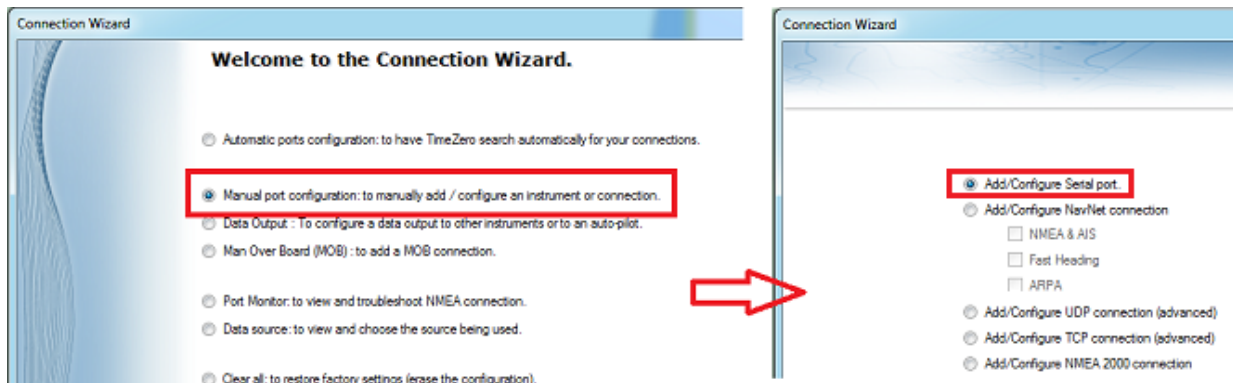 Connection Wizard
Welcome to the Connection Wizard.
Automatic ports configuration: to have TimeZero search automatically for your connections.
Manual port configuration: to manually add / configure an instrument or connection.
Data Output : To configure a data output to other instruments or to an auto-pilot.
Man Over Board (MOB) : to add a MOB connection.
Port Monitor: to view and troubleshoot NMEA connection.
Data source: to view and choose the source being used.
Clear all: to restore factory settings (erase the configuration).
Connection Wizard
Add/Configure Serial port.
Add/Configure NavNet connection
NMEA & AIS
Fast Heading
ARPA
Add/Configure UDP connection (advanced)
Add/Configure TCP connection (advanced)
Add/Configure NMEA 2000 connection